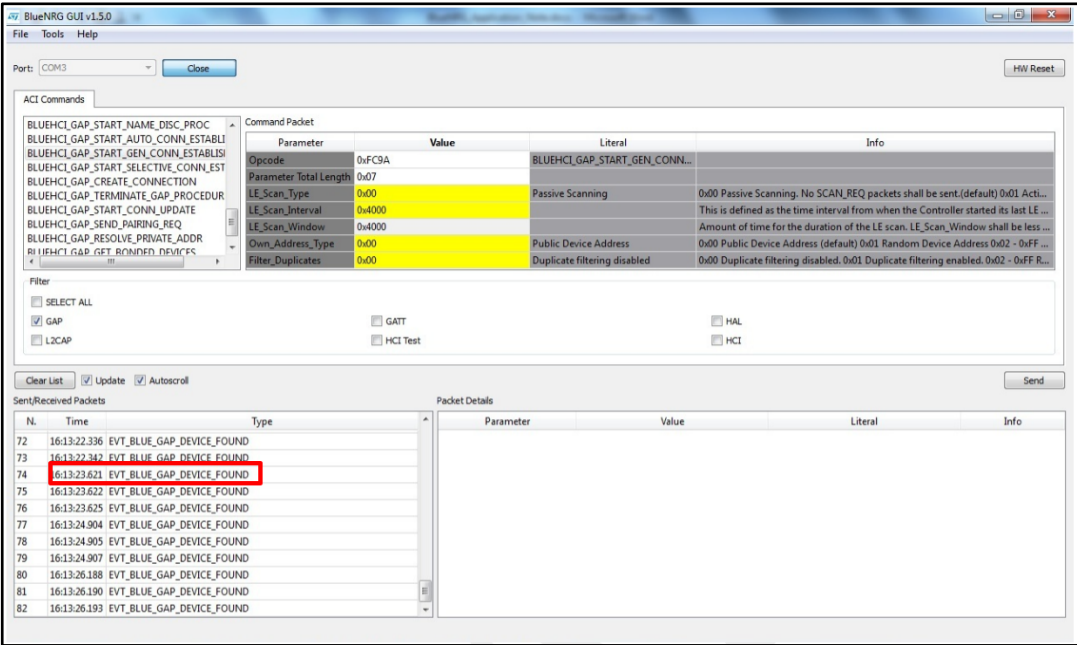 BlueNRG GUI v1.5.0
File Tools Help
Port: COM3 Close HW Reset
ACI Commands
BLUEHCI_GAP_START_NAME_DISC_PROC
BLUEHCI_GAP_START_AUTO_CONN_ESTABLI
BLUEHCI_GAP_START_GEN_CONN_ESTABLISI
BLUEHCI_GAP_START_SELECTIVE_CONN_EST
BLUEHCI_GAP_CREATE_CONNECTION
BLUEHCI_GAP_TERMINATE_GAP_PROCEDUR
BLUEHCI_GAP_START_CONN_UPDATE
BLUEHCI_GAP_SEND_PAIRING_REQ
BLUEHCI_GAP_RESOLVE_PRIVATE_ADDR
BLUEHCI_GAP_GET_BONDED_DEVICES
Command Packet
Parameter Value Literal Info
Opcode 0xFC9A BLUEHCI_GAP_START_GEN_CONN...
Parameter Total Length 0x07
LE_Scan_Type 0x00 Passive Scanning 0x00 Passive Scanning. No SCAN_REQ packets shall be sent.(default) 0x01 Acti...
LE_Scan_Interval 0x4000 This is defined as the time interval from when the Controller started its last LE ...
LE_Scan_Window 0x4000 Amount of time for the duration of the LE scan. LE_Scan_Window shall be less ...
Own_Address_Type 0x00 Public Device Address 0x00 Public Device Address (default) 0x01 Random Device Address 0x02 - 0xFF ...
Filter_Duplicates 0x00 Duplicate filtering disabled 0x00 Duplicate filtering disabled. 0x01 Duplicate filtering enabled. 0x02 - 0xFF R...
Filter
SELECT ALL
GAP GATT HAL
L2CAP HCI Test HCI
Clear List Update Autoscroll Send
Sent/Received Packets
N. Time Type
72 16:13:22.336 EVT_BLUE_GAP_DEVICE_FOUND
73 16:13:22.342 EVT_BLUE_GAP_DEVICE_FOUND
74 16:13:23.621 EVT_BLUE_GAP_DEVICE_FOUND
75 16:13:23.622 EVT_BLUE_GAP_DEVICE_FOUND
76 16:13:23.625 EVT_BLUE_GAP_DEVICE_FOUND
77 16:13:24.904 EVT_BLUE_GAP_DEVICE_FOUND
78 16:13:24.905 EVT_BLUE_GAP_DEVICE_FOUND
79 16:13:24.907 EVT_BLUE_GAP_DEVICE_FOUND
80 16:13:26.188 EVT_BLUE_GAP_DEVICE_FOUND
81 16:13:26.190 EVT_BLUE_GAP_DEVICE_FOUND
82 16:13:26.193 EVT_BLUE_GAP_DEVICE_FOUND
Packet Details
Parameter Value Literal Info